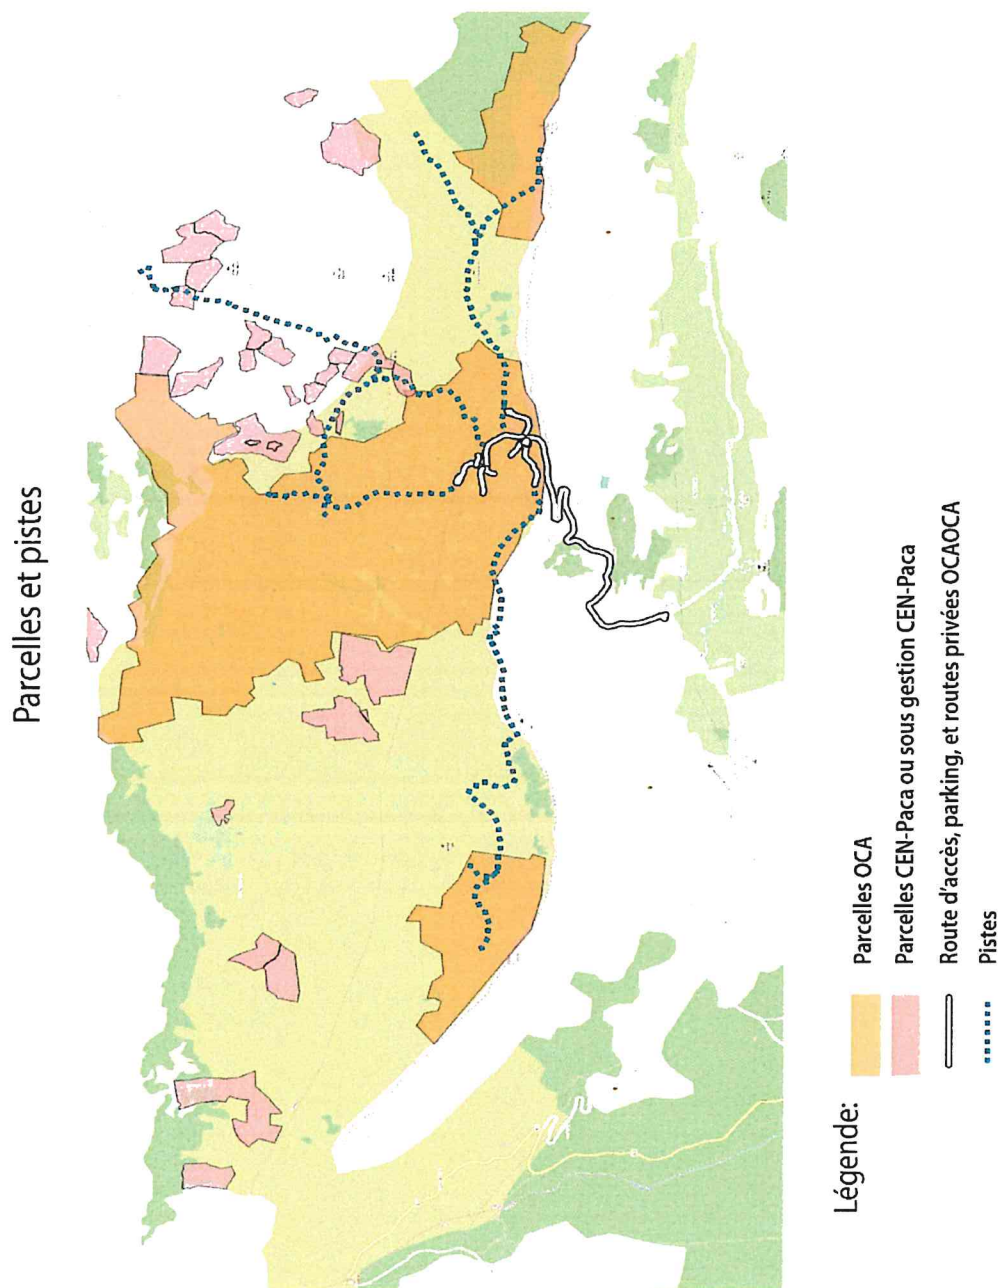 Parcelles et pistes
Légende:
Parcelles OCA
Parcelles CEN-Paca ou sous gestion CEN-Paca
Route d'accès, parking, et routes privées OCAOCA
Pistes